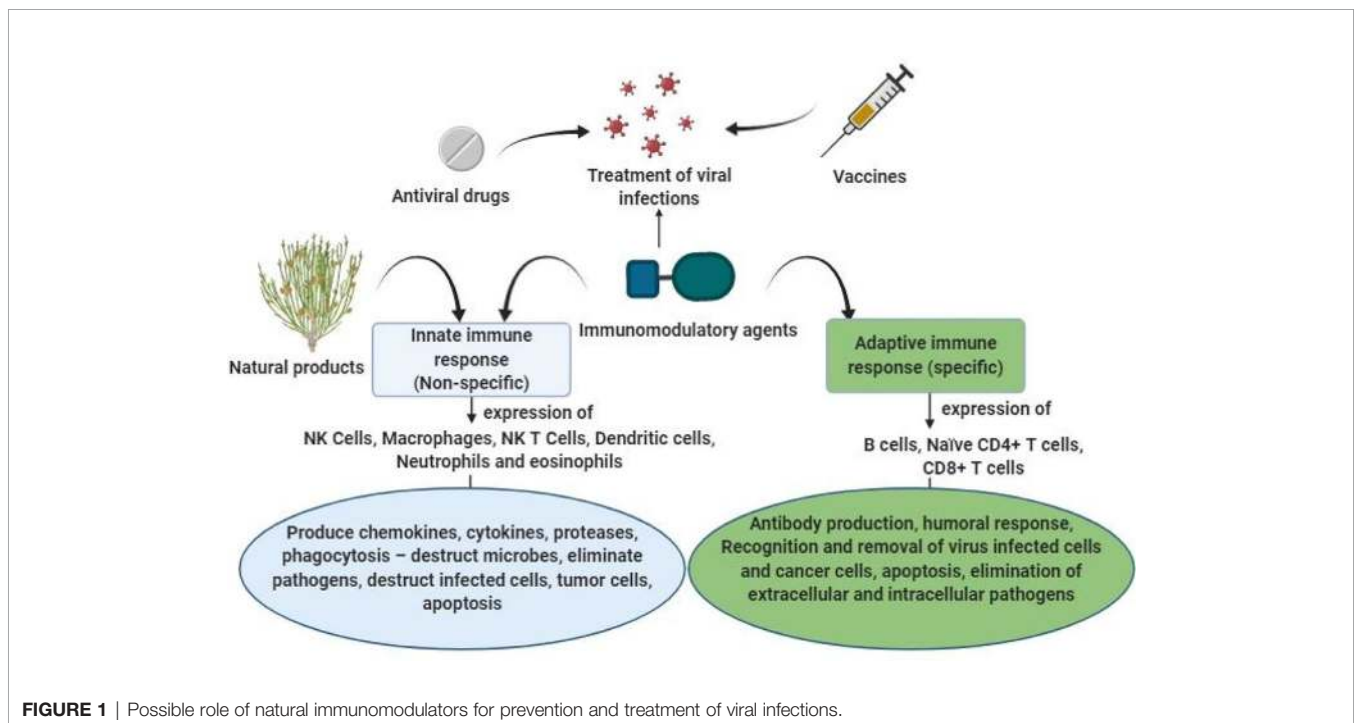 Antiviral drugs
Treatment of viral
infections
Vaccines
Natural products
Immunomodulatory agents
Innate immune
response
(Non-specific)
expression of
NK Cells, Macrophages, NK T Cells, Dendritic cells,
Neutrophils and eosinophils
Produce chemokines, cytokines, proteases,
phagocytosis – destruct microbes, eliminate
pathogens, destruct infected cells, tumor cells,
apoptosis
Adaptive immune
response (specific)
expression of
B cells, Naïve CD4+ T cells,
CD8+ T cells
Antibody production, humoral response,
Recognition and removal of virus infected cells
and cancer cells, apoptosis, elimination of
extracellular and intracellular pathogens
FIGURE 1 | Possible role of natural immunomodulators for prevention and treatment of viral infections.